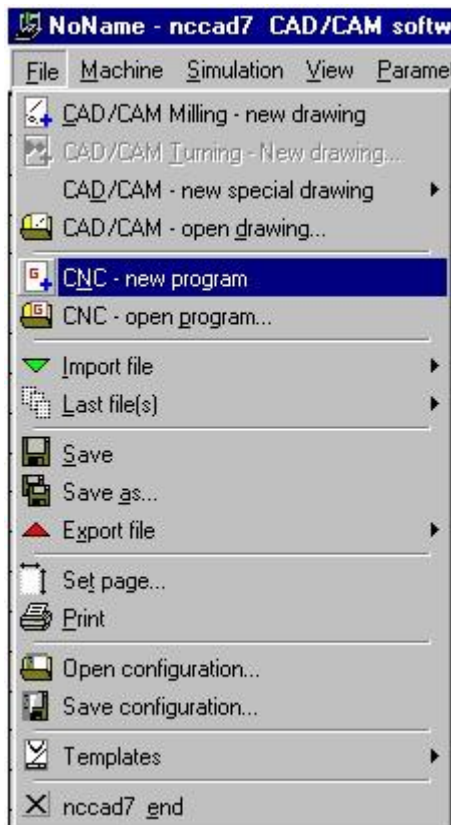 NoName - nccad7 CAD/CAM softw
File Machine Simulation View Parame
CAD/CAM Milling - new drawing
CAD/CAM Turning - New drawing...
CAD/CAM - new special drawing
CAD/CAM - open drawing...
CNC - new program
CNC - open program...
Import file
Last file(s)
Save
Save as...
Export file
Set page...
Print
Open configuration...
Save configuration...
Templates
nccad7 end